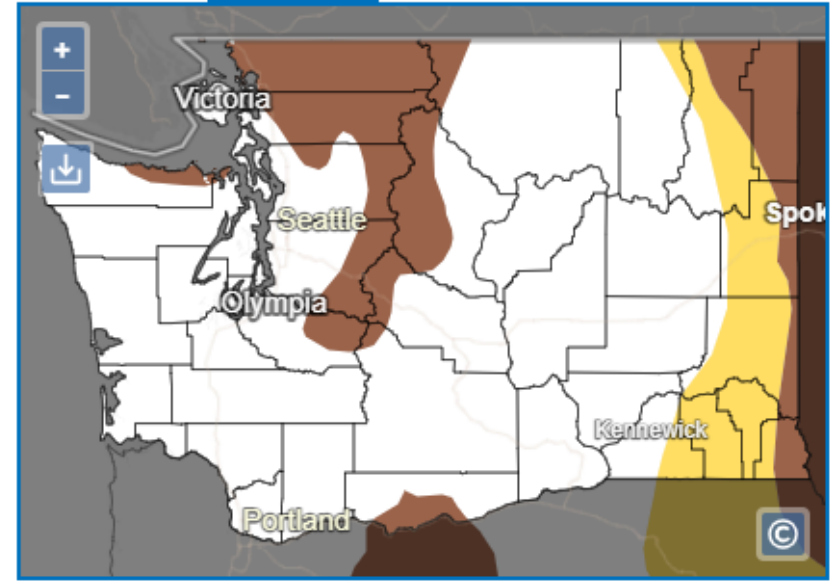 +
−
Victoria
Seattle
Spok
Olympia
Kennewick
Portland
©